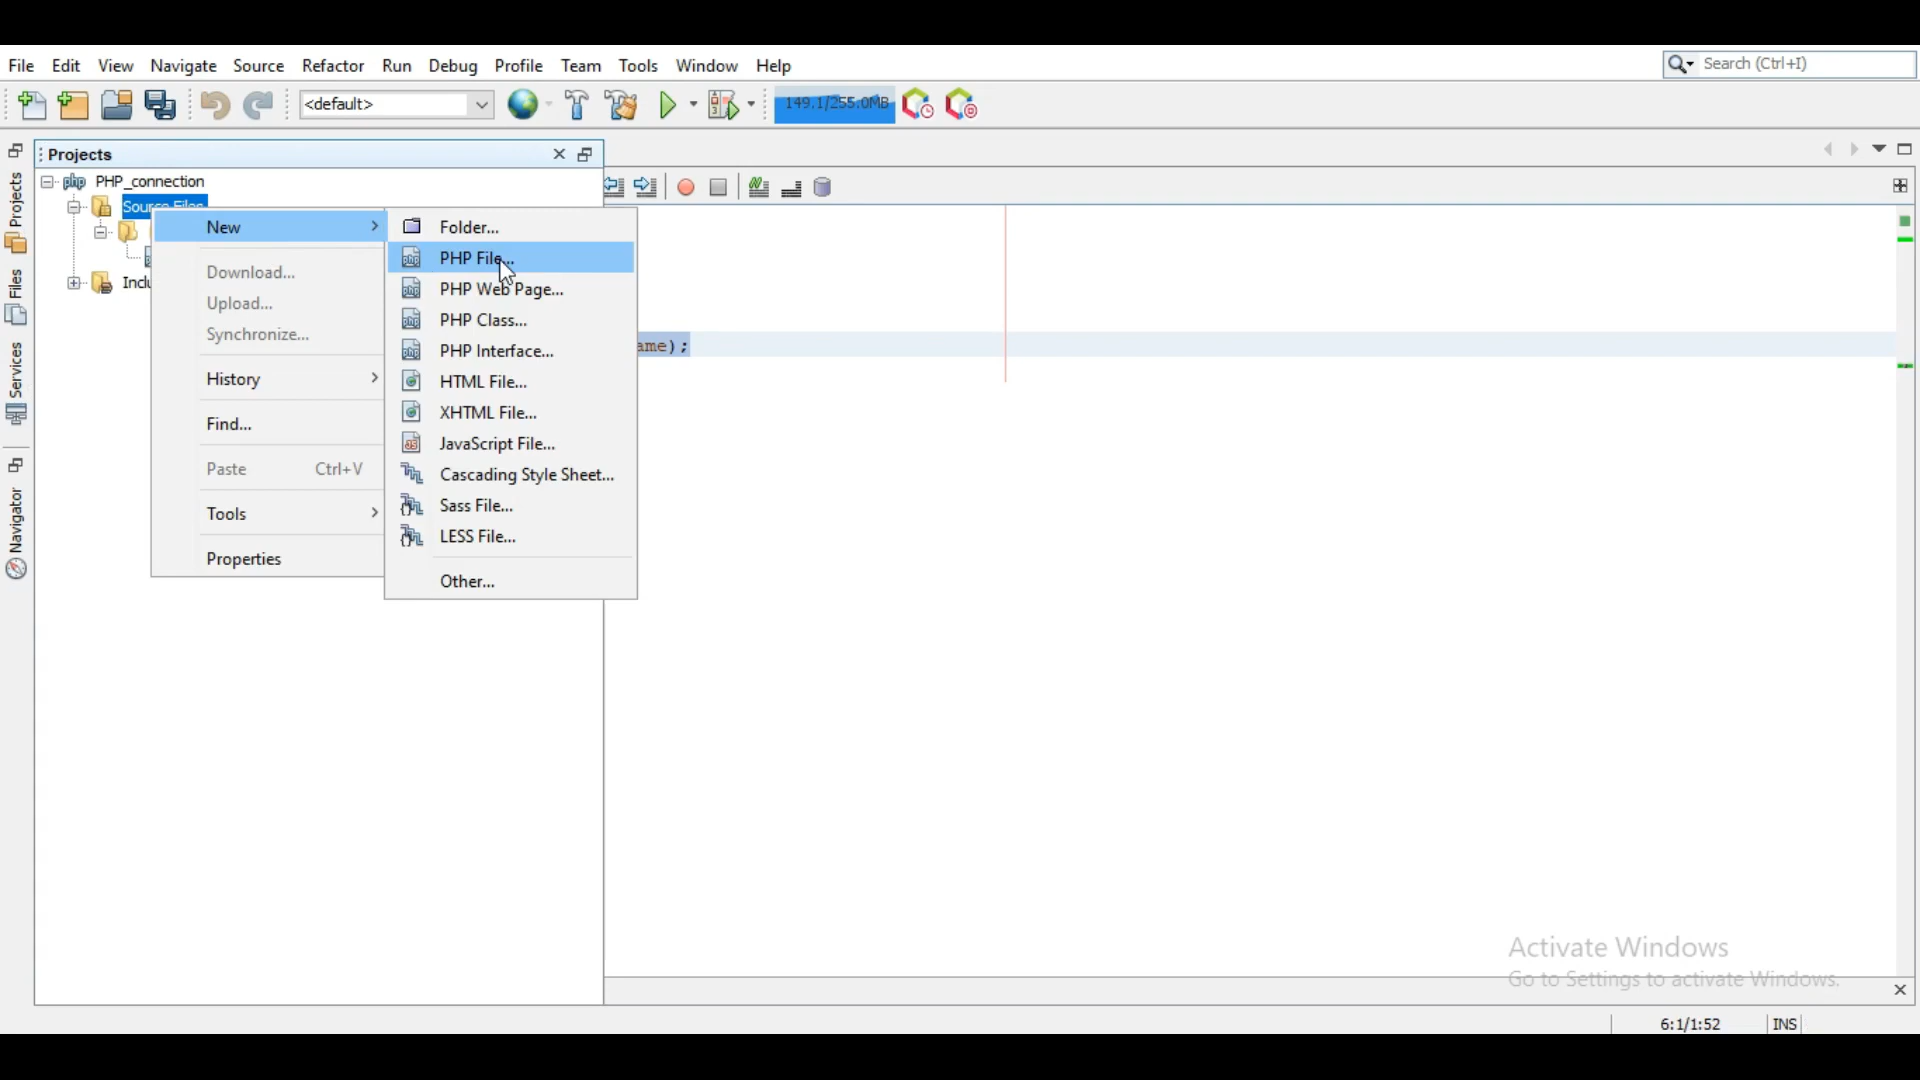 File Edit View Navigate Source Refactor Run Debug Profile Team Tools Window Help
Search (Ctrl+I)
<default>
149.1/255.0MB
Projects
Projects
Files
Services
Navigator
PHP_connection
Source Files
New
Download...
Upload...
Synchronize...
History
Find...
Paste Ctrl+V
Tools
Properties
Folder...
PHP File...
PHP Web Page...
PHP Class...
PHP Interface...
HTML File...
XHTML File...
JavaScript File...
Cascading Style Sheet...
Sass File...
LESS File...
Other...
ame);
Activate Windows
Go to Settings to activate Windows.
6:1/1:52 INS